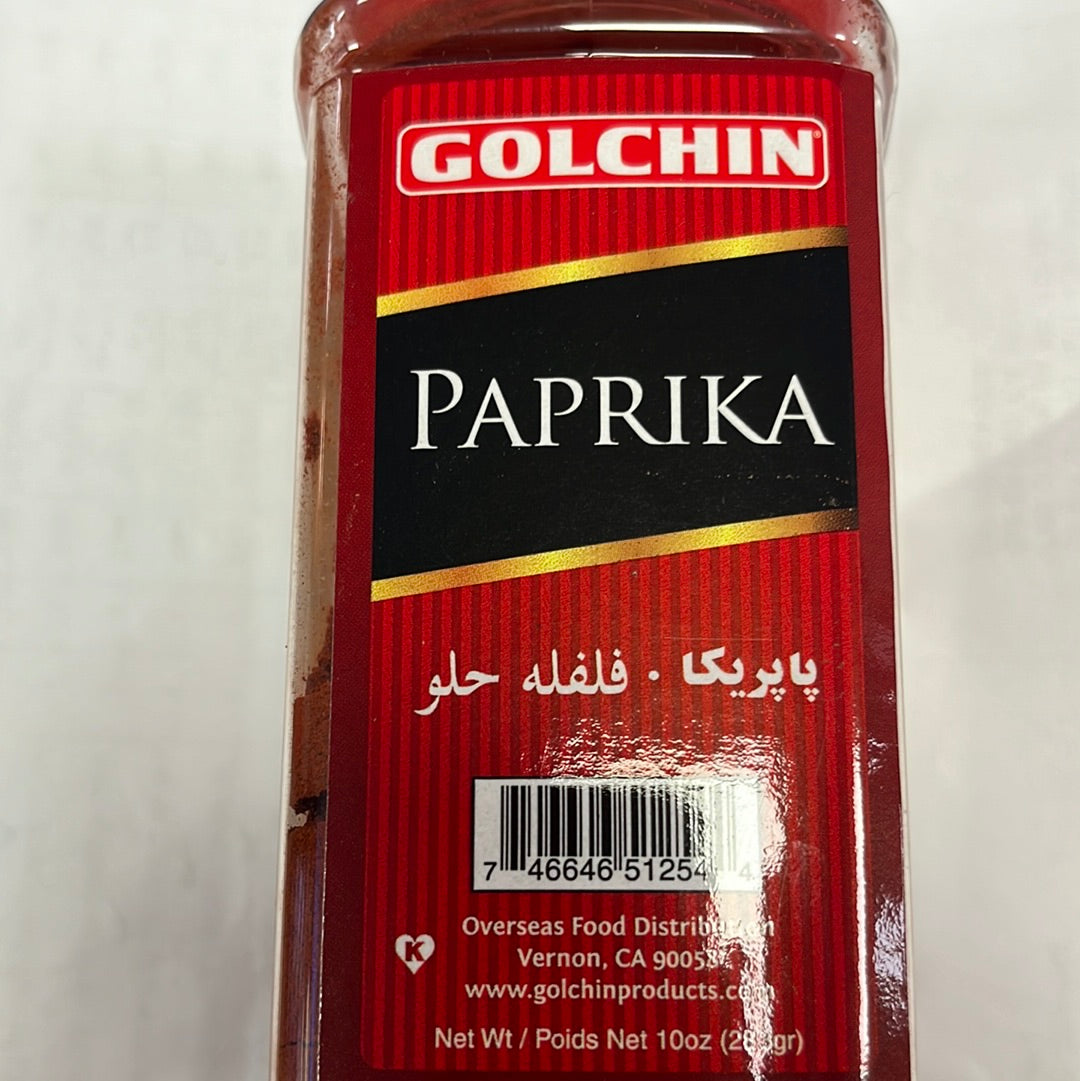 GOLCHIN
PAPRIKA
پاپریکا · فلفله حلو
7 46646 51254 4
Overseas Food
Vernon, CA
www.golchinproducts.com
Net Wt / Poids Net 10oz